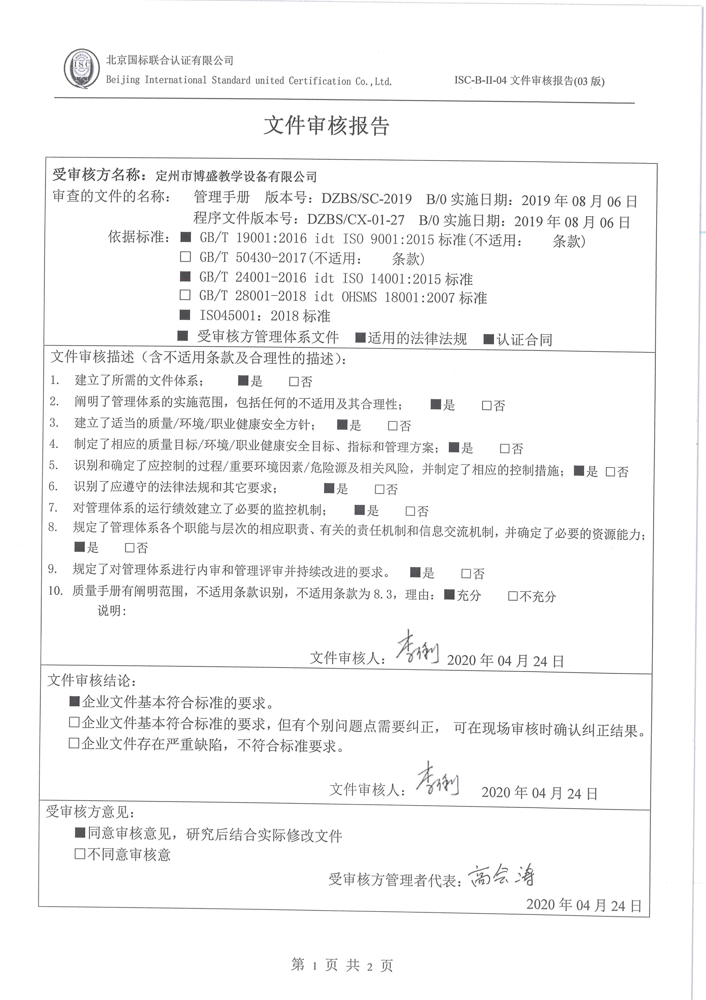 ISC
北京国标联合认证有限公司
Beijing International Standard united Certification Co.,Ltd.
ISC-B-II-04 文件审核报告(03 版)
文件审核报告
受审核方名称：定州市博盛教学设备有限公司
审查的文件的名称： 管理手册 版本号：DZBS/SC-2019 B/0 实施日期：2019 年 08 月 06 日
程序文件版本号：DZBS/CX-01-27 B/0 实施日期：2019 年 08 月 06 日
依据标准：■ GB/T 19001:2016 idt ISO 9001:2015 标准(不适用： 条款)
□ GB/T 50430-2017(不适用： 条款)
■ GB/T 24001-2016 idt ISO 14001:2015 标准
□ GB/T 28001-2018 idt OHSMS 18001:2007 标准
■ ISO45001：2018 标准
■ 受审核方管理体系文件 ■适用的法律法规 ■认证合同
文件审核描述（含不适用条款及合理性的描述）：
1. 建立了所需的文件体系； ■是 □否
2. 阐明了管理体系的实施范围，包括任何的不适用及其合理性； ■是 □否
3. 建立了适当的质量/环境/职业健康安全方针； ■是 □否
4. 制定了相应的质量目标/环境/职业健康安全目标、指标和管理方案；■是 □否
5. 识别和确定了应控制的过程/重要环境因素/危险源及相关风险，并制定了相应的控制措施；■是 □否
6. 识别了应遵守的法律法规和其它要求； ■是 □否
7. 对管理体系的运行绩效建立了必要的监控机制； ■是 □否
8. 规定了管理体系各个职能与层次的相应职责、有关的责任机制和信息交流机制，并确定了必要的资源能力；
■是 □否
9. 规定了对管理体系进行内审和管理评审并持续改进的要求。 ■是 □否
10. 质量手册有阐明范围，不适用条款识别，不适用条款为 8.3，理由：■充分 □不充分
说明：
文件审核人：李俐 2020 年 04 月 24 日
文件审核结论：
■企业文件基本符合标准的要求。
□企业文件基本符合标准的要求，但有个别问题点需要纠正， 可在现场审核时确认纠正结果。
□企业文件存在严重缺陷，不符合标准要求。
文件审核人：李俐 2020 年 04 月 24 日
受审核方意见：
■同意审核意见，研究后结合实际修改文件
□不同意审核意
受审核方管理者代表：高会涛
2020 年 04 月 24 日
第 1 页 共 2 页